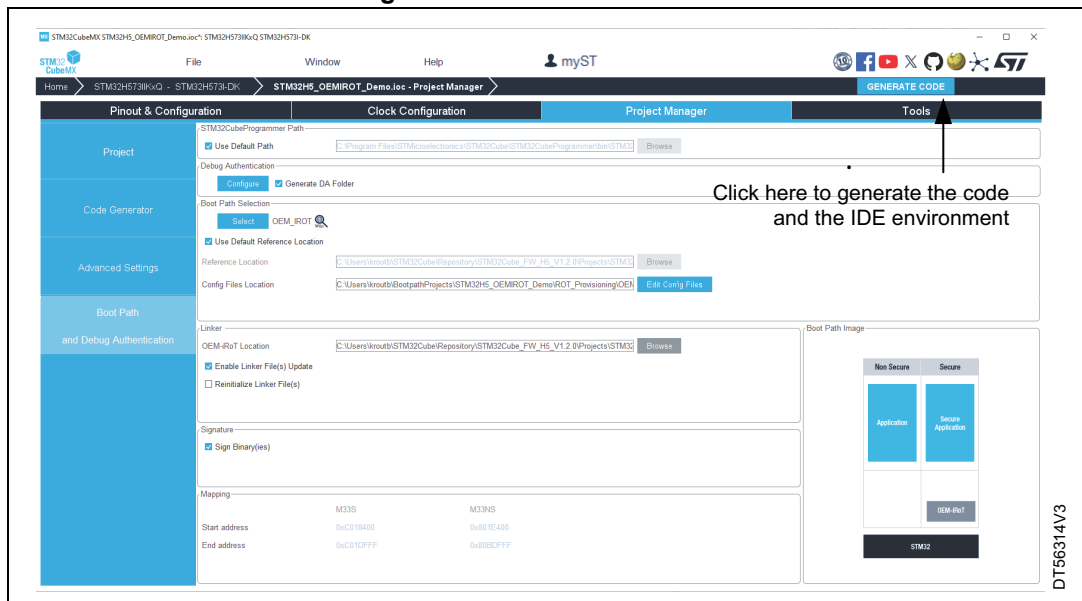 STM32CubeMX STM32H5_OEMIROT_Demo.ioc*: STM32H573IIKxQ STM32H573I-DK
STM32 CubeMX File Window Help myST
Home STM32H573IIKxQ - STM32H573I-DK STM32H5_OEMIROT_Demo.ioc - Project Manager GENERATE CODE
Pinout & Configuration Clock Configuration Project Manager Tools
STM32CubeProgrammer Path
Use Default Path C:\Program Files\STMicroelectronics\STM32Cube\STM32CubeProgrammer\bin\STM32 Browse
Project
Debug Authentication
Configure Generate DA Folder
Click here to generate the code
and the IDE environment
Code Generator
Boot Path Selection
Select OEM_IROT
Use Default Reference Location
Advanced Settings
Reference Location C:\Users\kroutb\STM32Cube\Repository\STM32Cube_FW_H5_V1.2.0\Projects\STM32 Browse
Config Files Location C:\Users\kroutb\BootpathProjects\STM32H5_OEMIROT_Demo\ROT_Provisioning\OEM Edit Config Files
Boot Path
and Debug Authentication
Linker
OEM-iRoT Location C:\Users\kroutb\STM32Cube\Repository\STM32Cube_FW_H5_V1.2.0\Projects\STM32 Browse
Enable Linker File(s) Update
Reinitialize Linker File(s)
Signature
Sign Binary(ies)
Mapping
M33S M33NS
Start address 0xC018400 0x801E400
End address 0xC01DFFF 0x80BDFFF
Boot Path Image
Non Secure Secure
Application Secure
Application
OEM-iRoT
STM32
DT56314V3